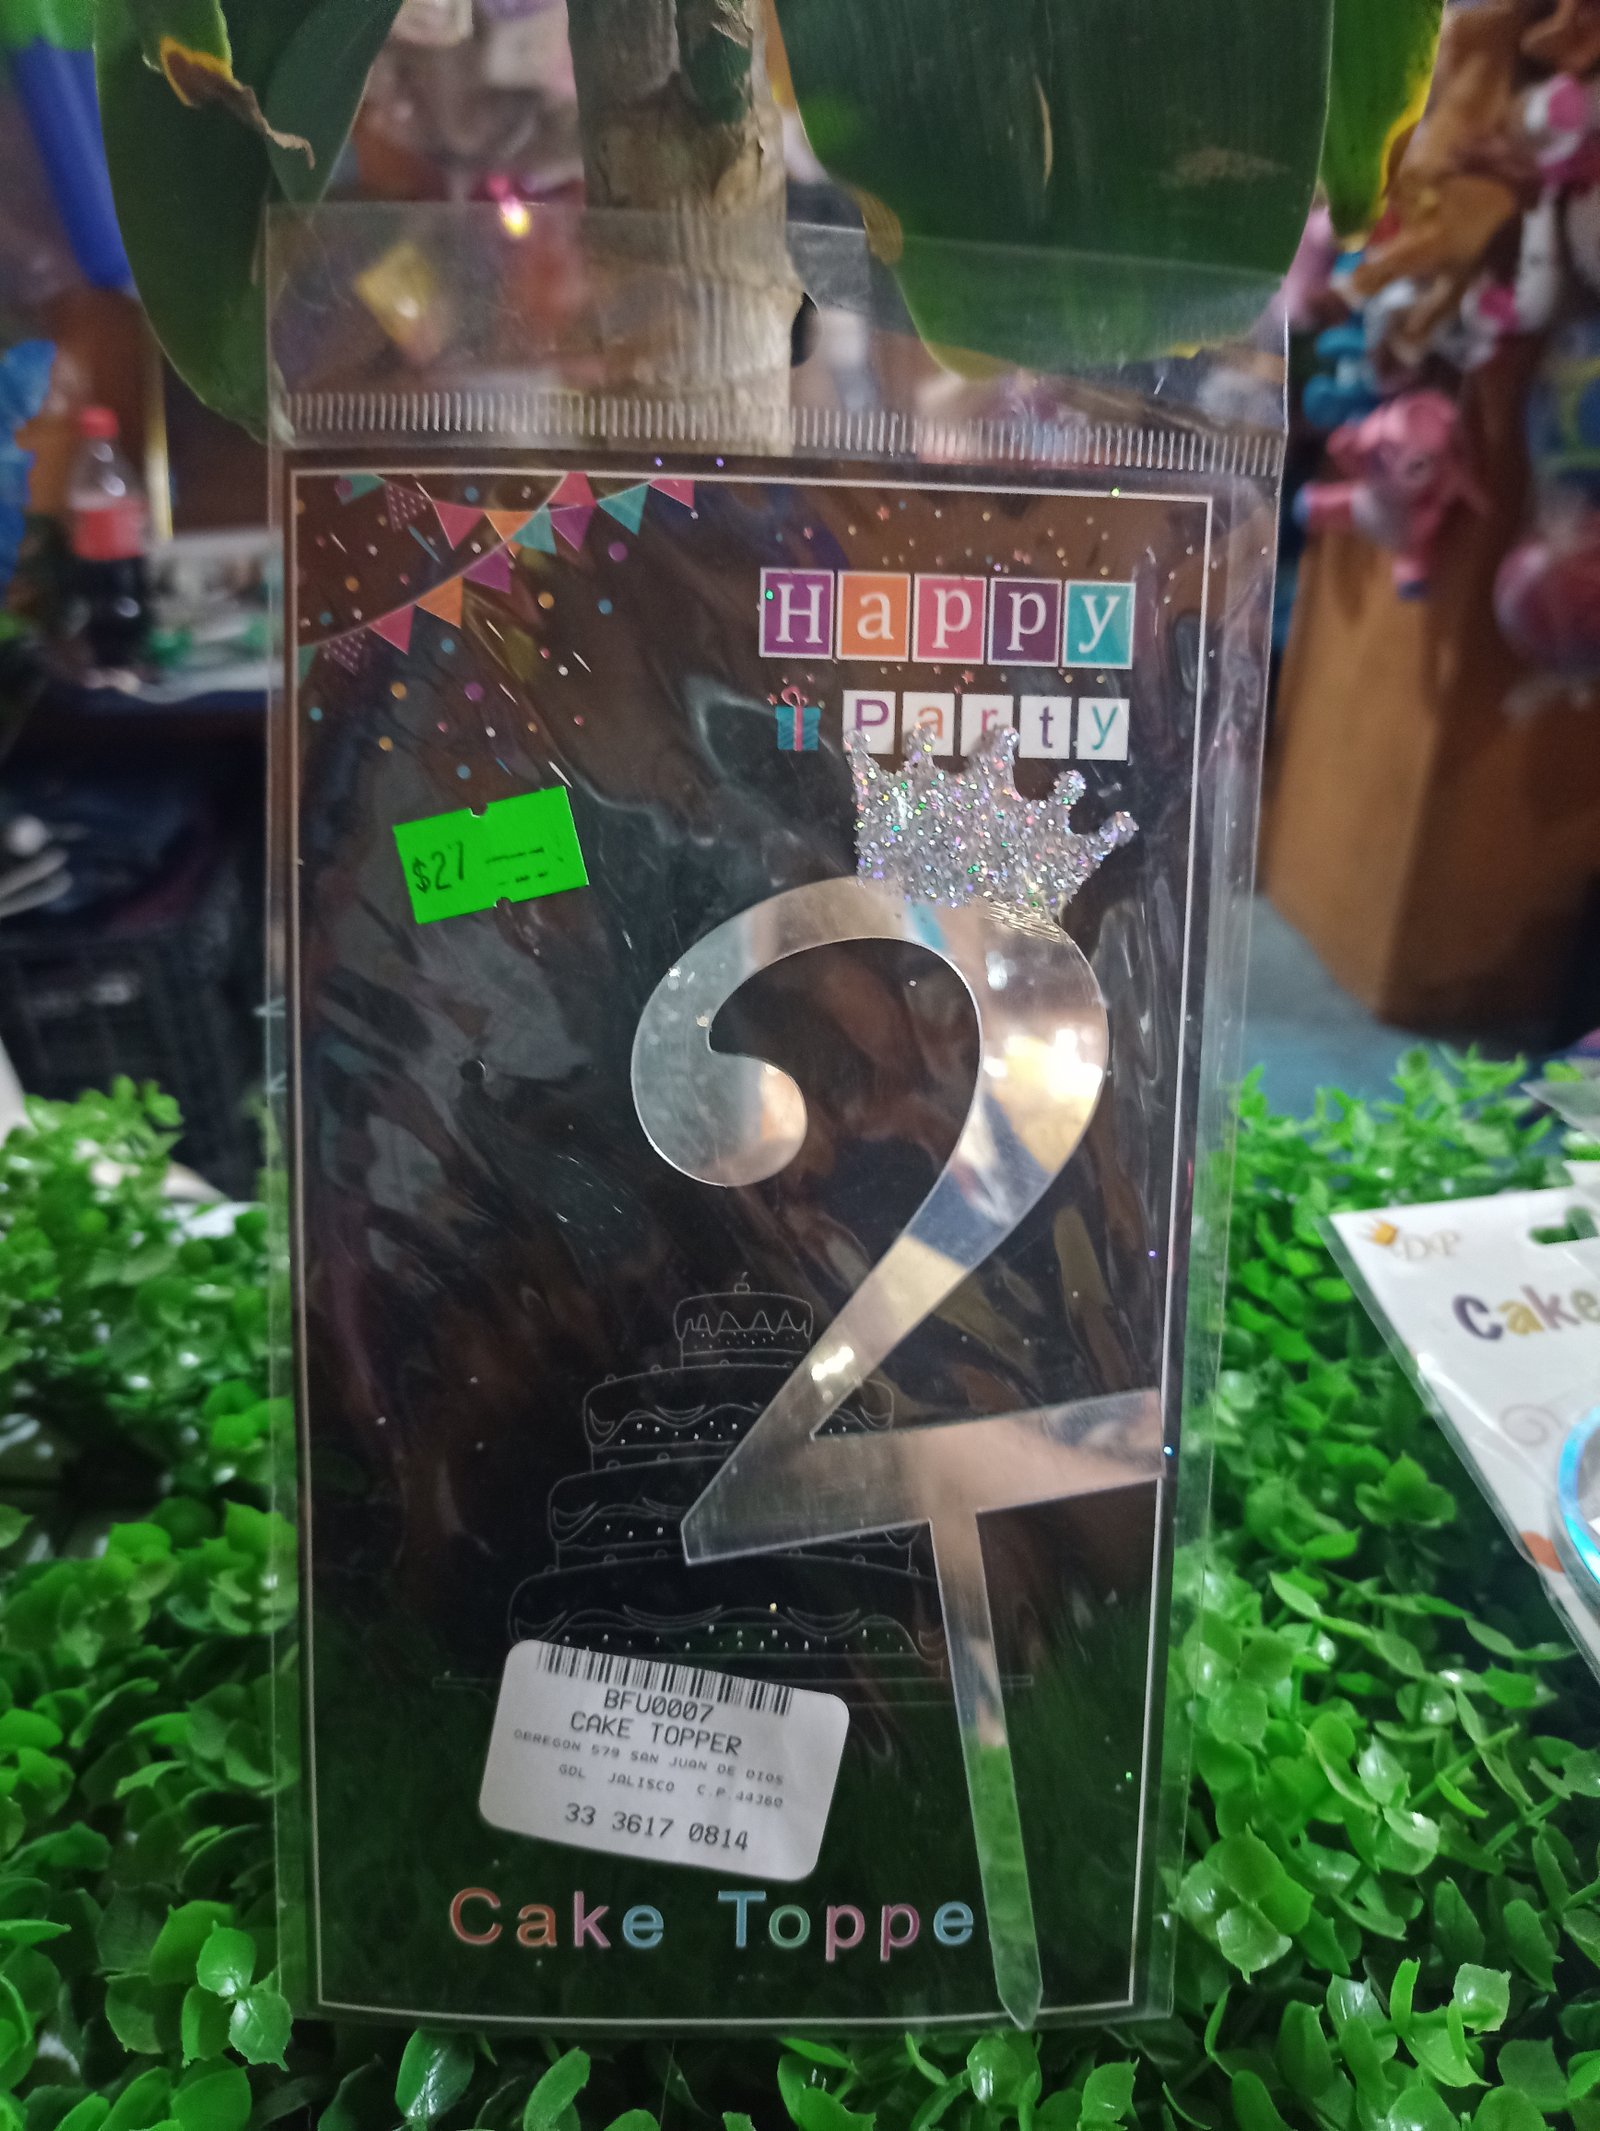 Happy
Party
$27
2
BFU0007
CAKE TOPPER
OBREGON 579 SAN JUAN DE DIOS
GDL JALISCO C.P.44360
33 3617 0814
Cake Toppe
D&P
Cake